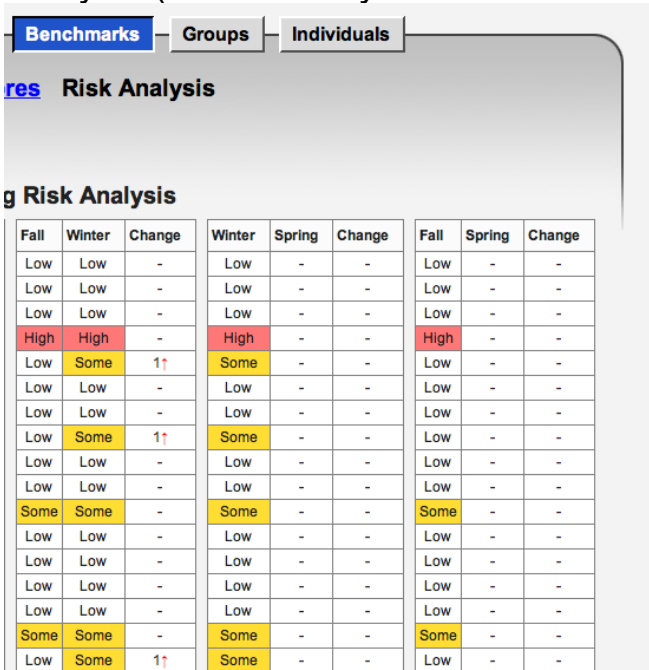 Benchmarks Groups Individuals
res Risk Analysis
g Risk Analysis
Fall Winter Change Winter Spring Change Fall Spring Change
Low Low - Low - - Low - -
Low Low - Low - - Low - -
Low Low - Low - - Low - -
High High - High - - High - -
Low Some 1↑ Some - - Low - -
Low Low - Low - - Low - -
Low Low - Low - - Low - -
Low Some 1↑ Some - - Low - -
Low Low - Low - - Low - -
Low Low - Low - - Low - -
Some Some - Some - - Some - -
Low Low - Low - - Low - -
Low Low - Low - - Low - -
Low Low - Low - - Low - -
Low Low - Low - - Low - -
Some Some - Some - - Some - -
Low Some 1↑ Some - - Low - -